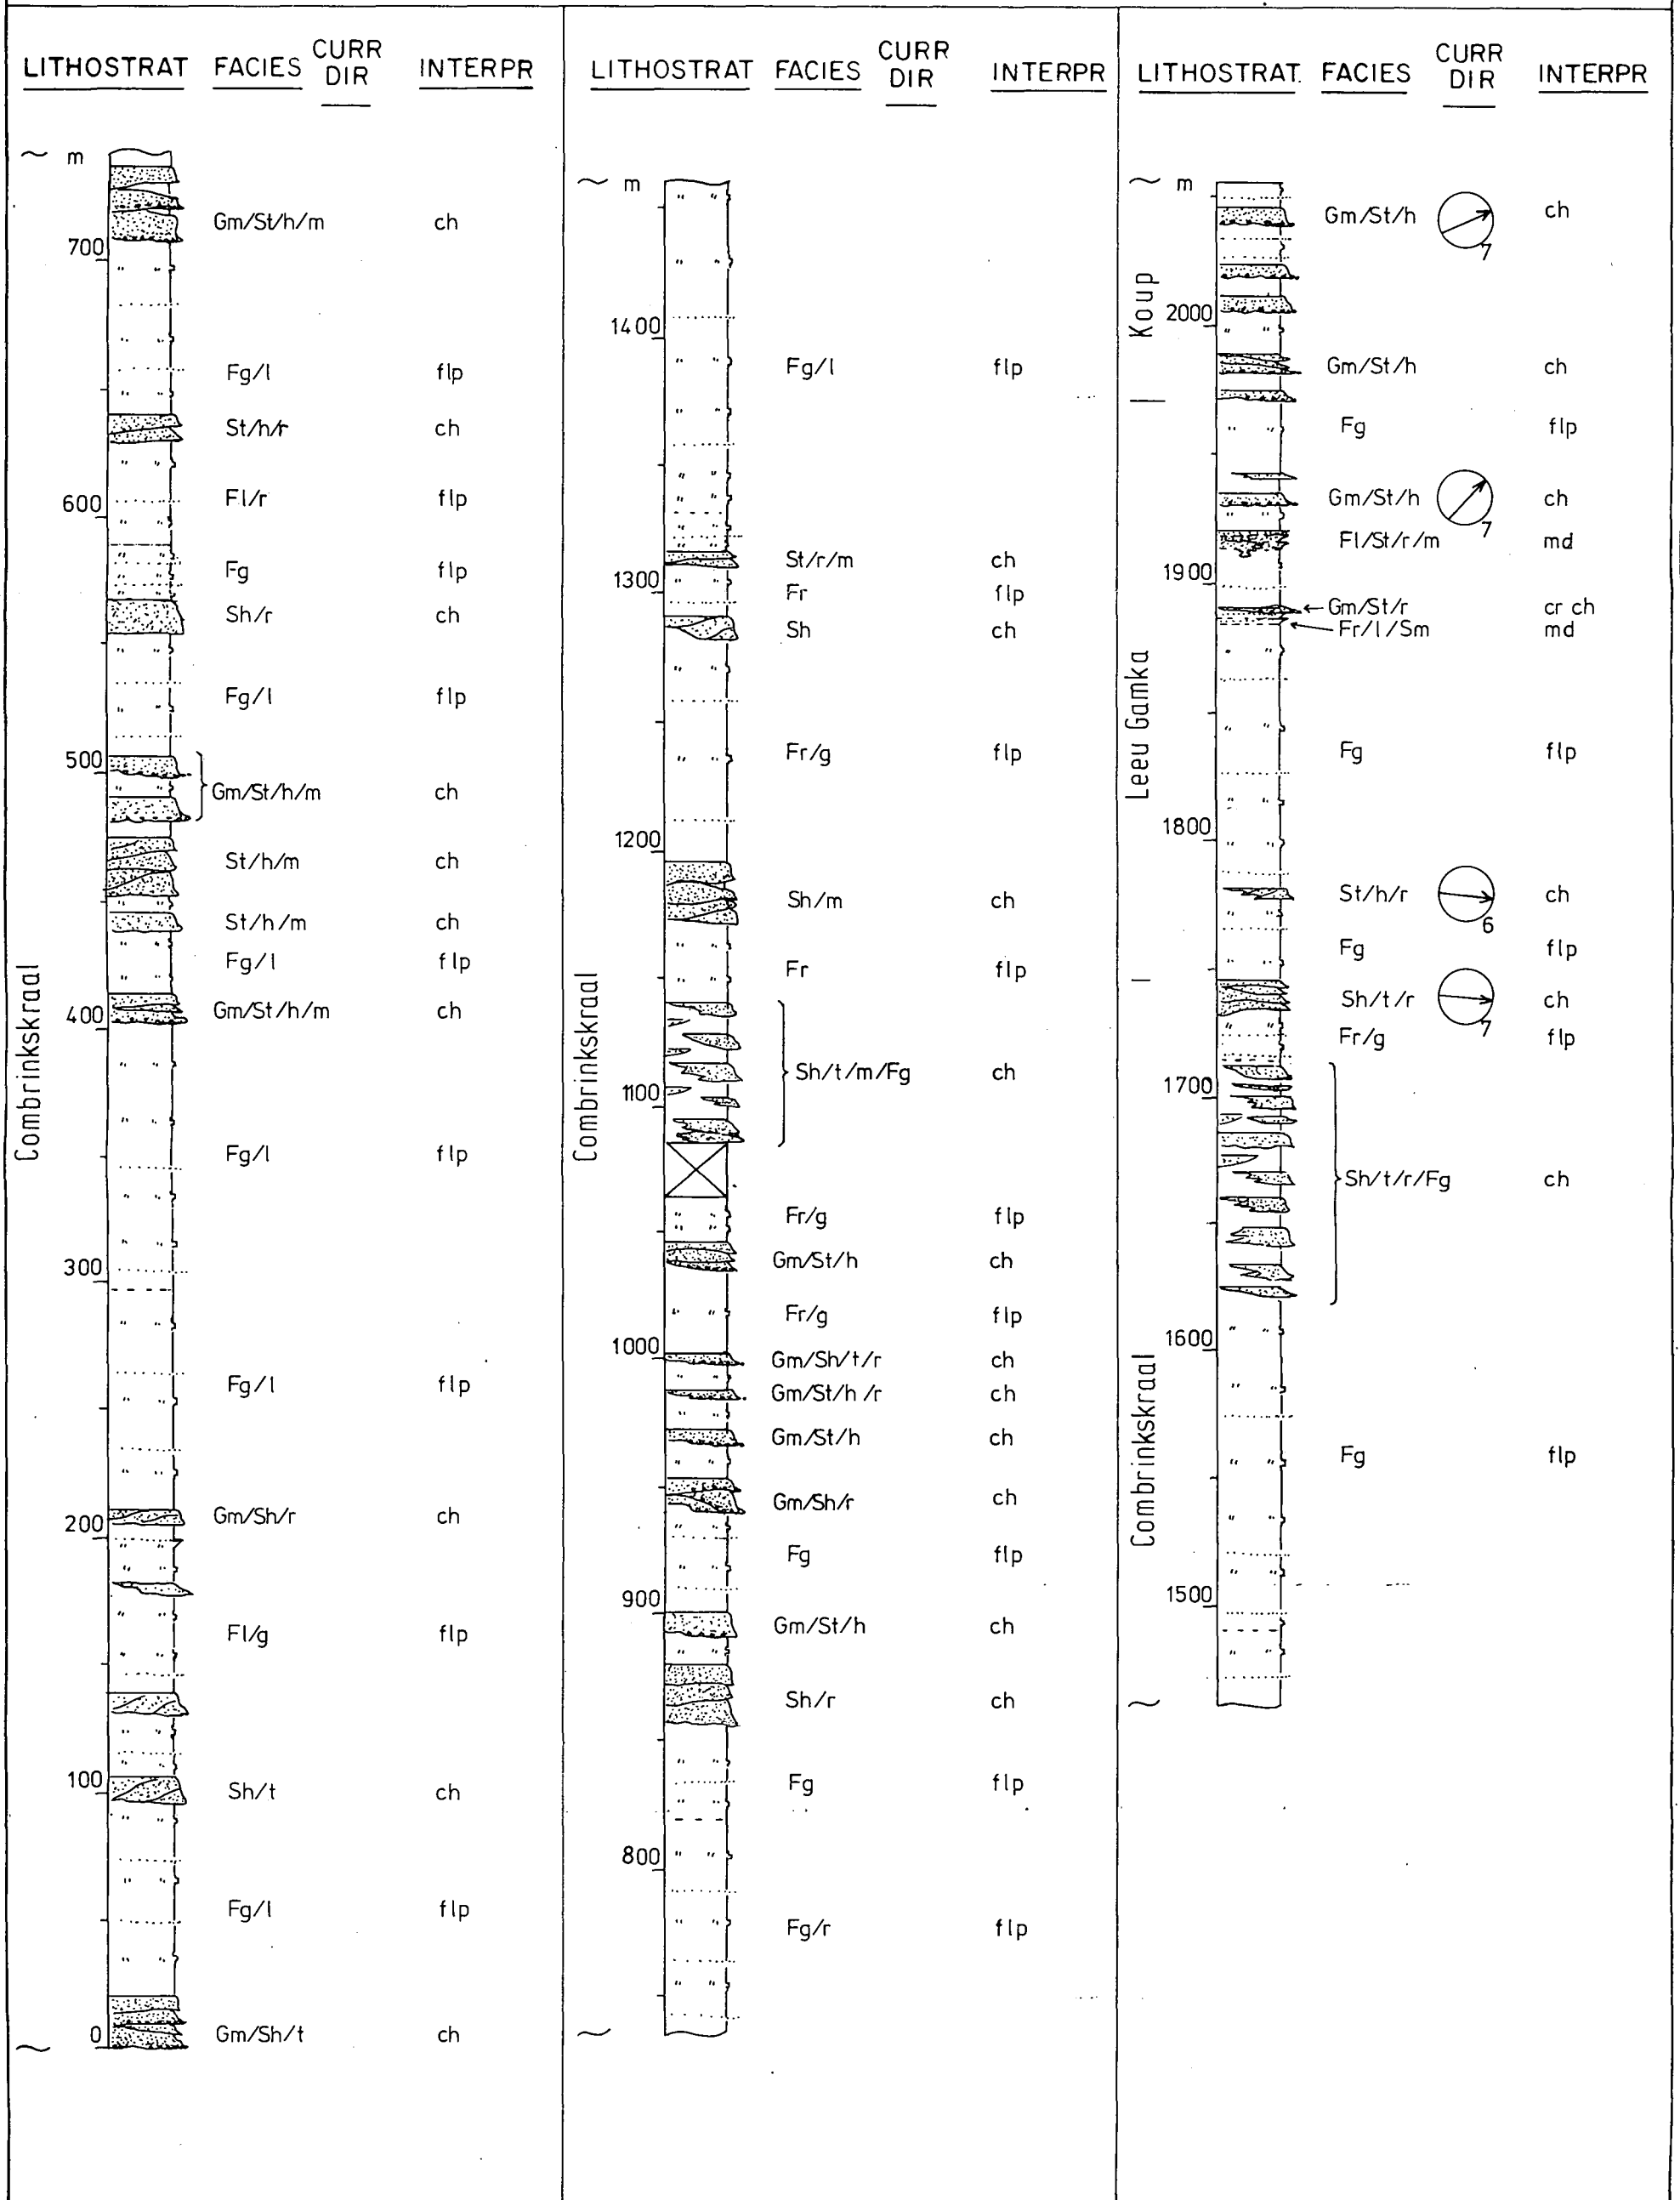 LITHOSTRAT FACIES CURR DIR INTERPR
~ m
Gm/St/h/m ch
700
Fg/l flp
St/h/r ch
600 Fl/r flp
Fg flp
Sh/r ch
Fg/l flp
500
Gm/St/h/m ch
St/h/m ch
St/h/m ch
Fg/l flp
400 Gm/St/h/m ch
Combrinkskraal
Fg/l flp
300
Fg/l flp
200 Gm/Sh/r ch
Fl/g flp
100 Sh/t ch
Fg/l flp
0 Gm/Sh/t ch
~
LITHOSTRAT FACIES CURR DIR INTERPR
~ m
1400
Fg/l flp
St/r/m ch
1300 Fr flp
Sh ch
Fr/g flp
1200
Sh/m ch
Fr flp
Combrinkskraal
Sh/t/m/Fg ch
1100
Fr/g flp
Gm/St/h ch
Fr/g flp
1000 Gm/Sh/t/r ch
Gm/St/h/r ch
Gm/St/h ch
Gm/Sh/r ch
Fg flp
900 Gm/St/h ch
Sh/r ch
Fg flp
800
Fg/r flp
~
LITHOSTRAT. FACIES CURR DIR INTERPR
~ m
Gm/St/h 7 ch
Koup
2000
Gm/St/h ch
Fg flp
Gm/St/h 7 ch
Fl/St/r/m md
1900
Gm/St/r cr ch
Fr/l/Sm md
Leeu Gamka
Fg flp
1800
St/h/r 6 ch
Fg flp
Sh/t/r 7 ch
Fr/g flp
1700
Sh/t/r/Fg ch
1600
Combrinkskraal
Fg flp
1500
~